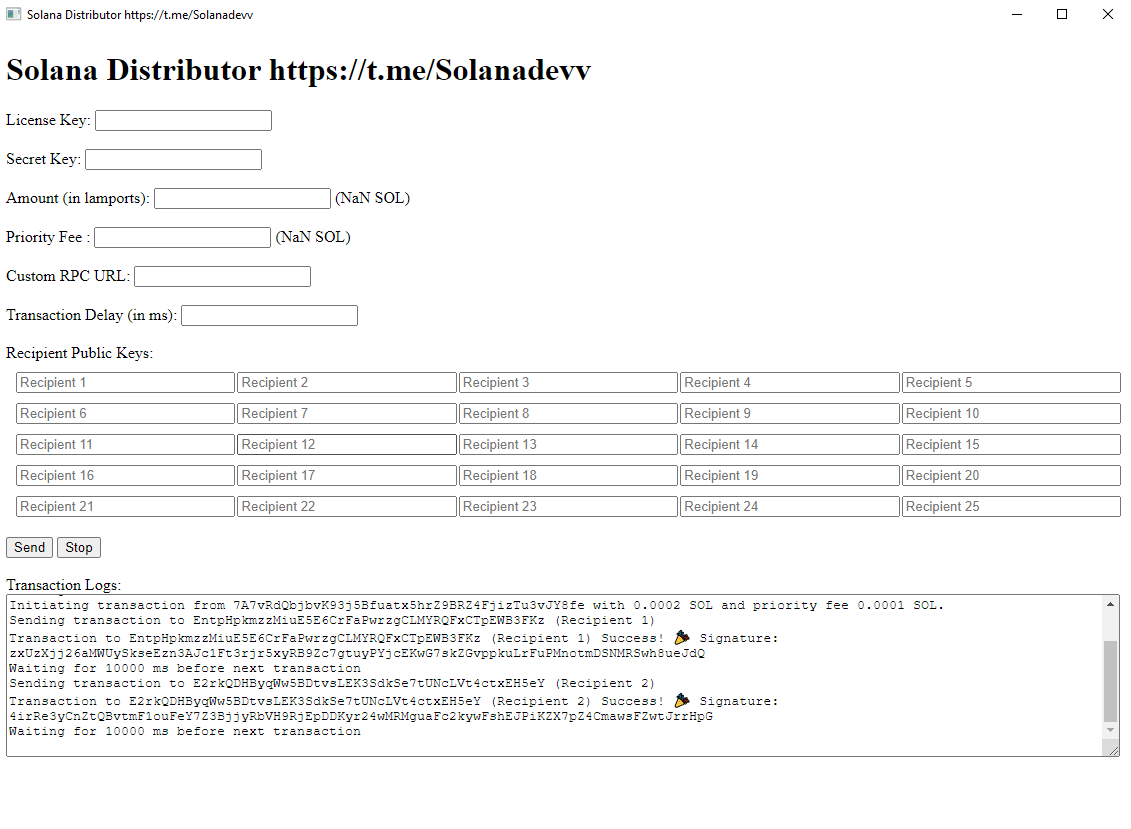 Solana Distributor https://t.me/Solanadevv
Solana Distributor https://t.me/Solanadevv
License Key:
Secret Key:
Amount (in lamports): (NaN SOL)
Priority Fee : (NaN SOL)
Custom RPC URL:
Transaction Delay (in ms):
Recipient Public Keys:
Recipient 1 Recipient 2 Recipient 3 Recipient 4 Recipient 5
Recipient 6 Recipient 7 Recipient 8 Recipient 9 Recipient 10
Recipient 11 Recipient 12 Recipient 13 Recipient 14 Recipient 15
Recipient 16 Recipient 17 Recipient 18 Recipient 19 Recipient 20
Recipient 21 Recipient 22 Recipient 23 Recipient 24 Recipient 25
Send Stop
Transaction Logs:
Initiating transaction from 7A7vRdQbjbvK93j5Bfuatx5hrZ9BRZ4FjizTu3vJY8fe with 0.0002 SOL and priority fee 0.0001 SOL.
Sending transaction to EntpHpkmzzMiuE5E6CrFaPwrzgCLMYRQFxCTpEWB3FKz (Recipient 1)
Transaction to EntpHpkmzzMiuE5E6CrFaPwrzgCLMYRQFxCTpEWB3FKz (Recipient 1) Success! 🎉 Signature:
zxUzXjj26aMWUySkseEzn3AJc1Ft3rjr5xyRB9Zc7gtuyPYjcEKwG7skZGvppkuLrFuPMnotmDSNMRSwh8ueJdQ
Waiting for 10000 ms before next transaction
Sending transaction to E2rkQDHByqWw5BDtvsLEK3SdkSe7tUNcLVt4ctxEH5eY (Recipient 2)
Transaction to E2rkQDHByqWw5BDtvsLEK3SdkSe7tUNcLVt4ctxEH5eY (Recipient 2) Success! 🎉 Signature:
4irRe3yCnZtQBvtmF1ouFeY7Z3BjjyRbVH9RjEpDDKyr24wMRMguaFc2kywFshEJPiKZX7pZ4CmawsFZwtJrrHpG
Waiting for 10000 ms before next transaction